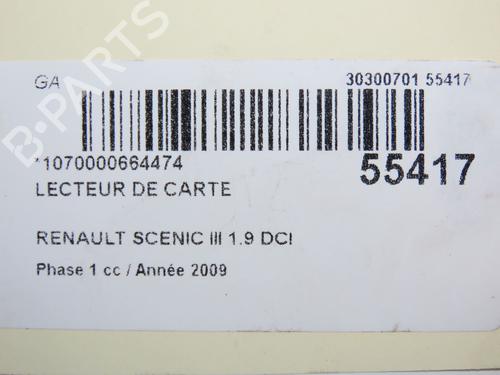 GA
30300701 55417
*1070000664474
55417
LECTEUR DE CARTE
RENAULT SCENIC III 1.9 DCI
Phase 1 cc / Année 2009
B-PARTS